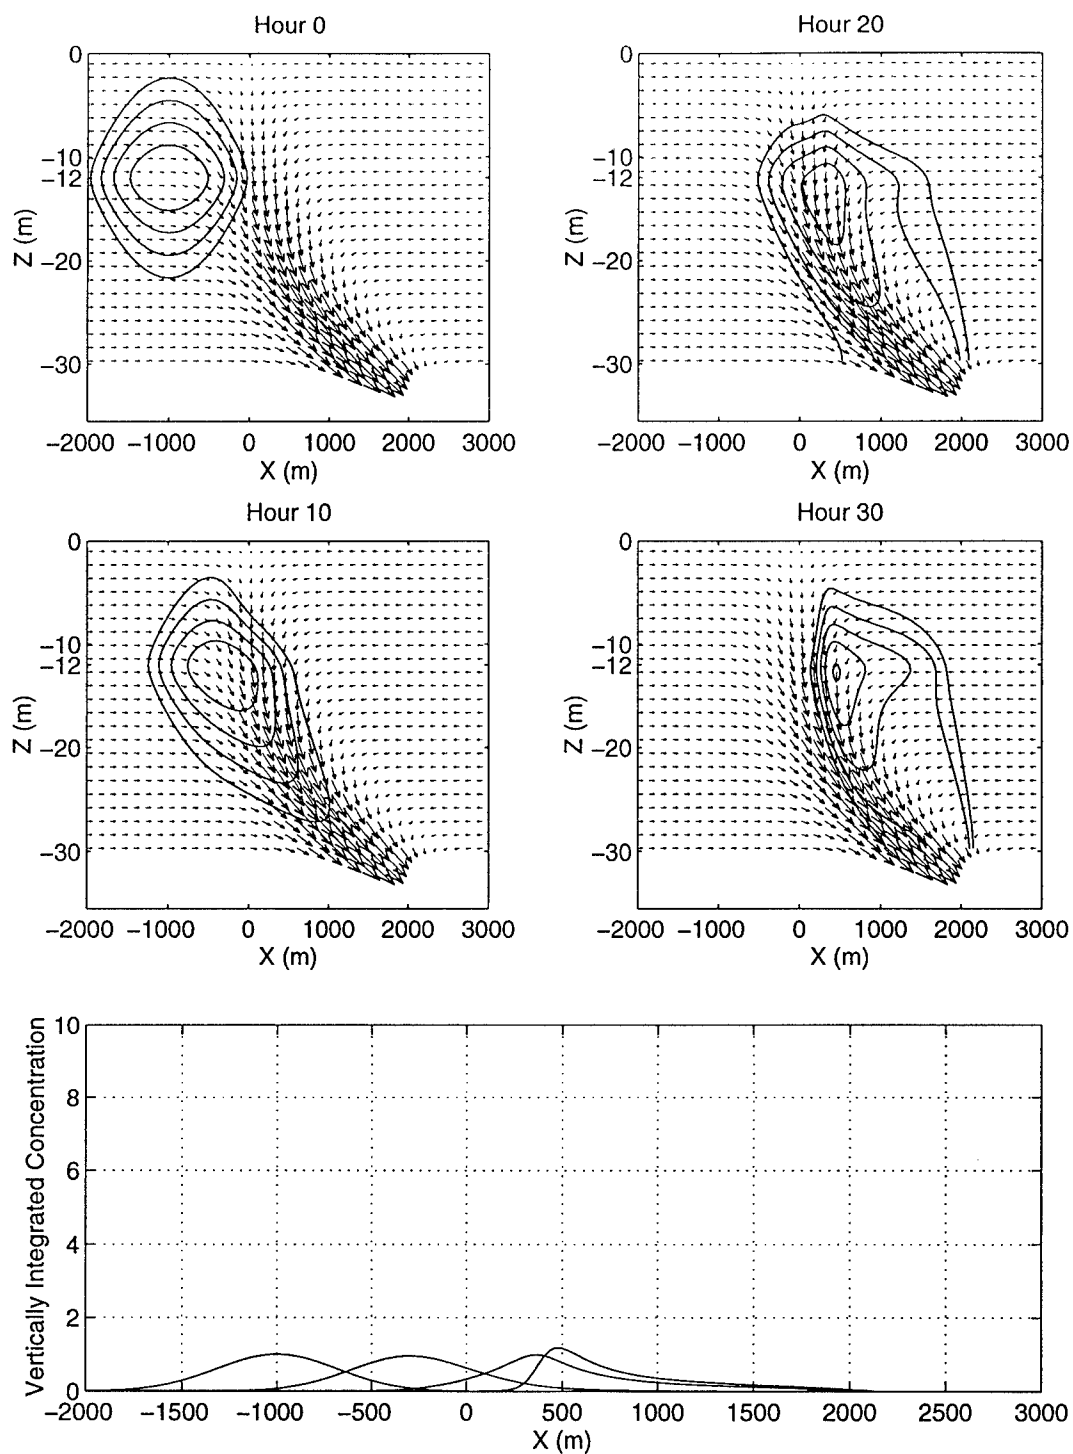 Hour 0
0
−10
−12
−20
−30
Z (m)
−2000 −1000 0 1000 2000 3000
X (m)
Hour 20
0
−10
−12
−20
−30
Z (m)
−2000 −1000 0 1000 2000 3000
X (m)
Hour 10
0
−10
−12
−20
−30
Z (m)
−2000 −1000 0 1000 2000 3000
X (m)
Hour 30
0
−10
−12
−20
−30
Z (m)
−2000 −1000 0 1000 2000 3000
X (m)
Vertically Integrated Concentration
10
8
6
4
2
0
−2000 −1500 −1000 −500 0 500 1000 1500 2000 2500 3000
X (m)